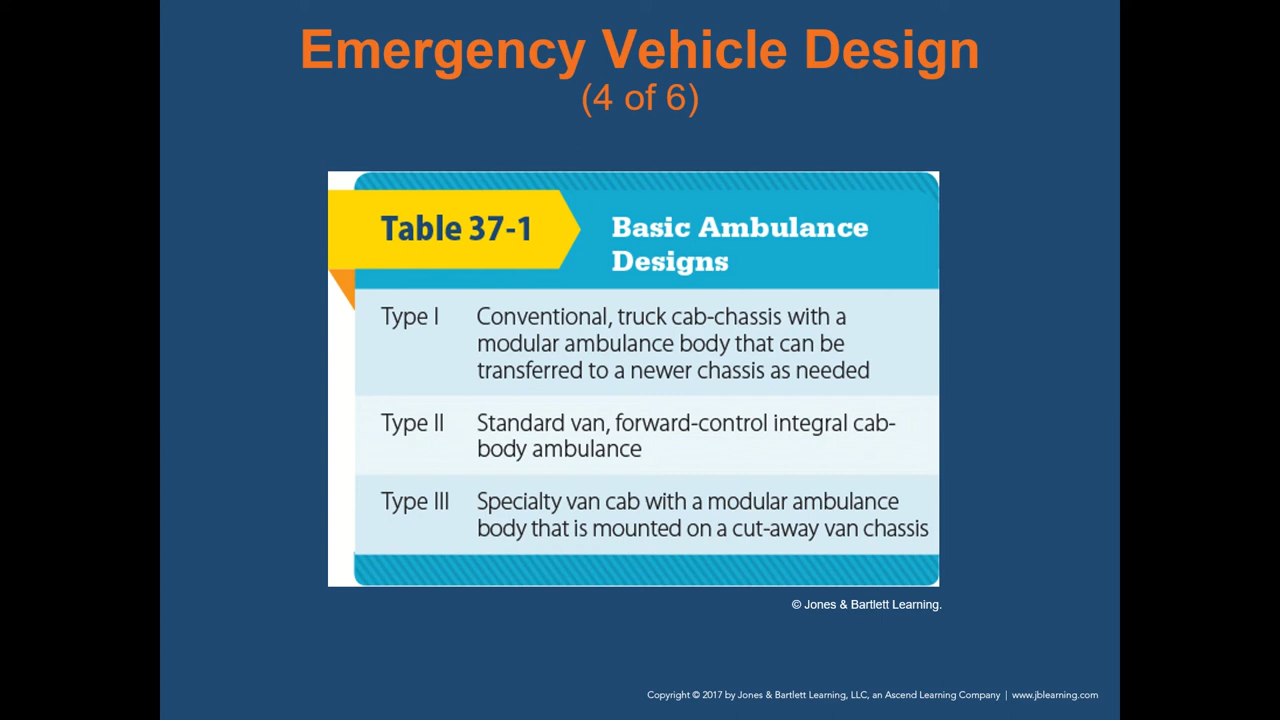 Emergency Vehicle Design
(4 of 6)
Table 37-1
Basic Ambulance
Designs
Type I Conventional, truck cab-chassis with a
modular ambulance body that can be
transferred to a newer chassis as needed
Type II Standard van, forward-control integral cab-
body ambulance
Type III Specialty van cab with a modular ambulance
body that is mounted on a cut-away van chassis
© Jones & Bartlett Learning.
Copyright © 2017 by Jones & Bartlett Learning, LLC, an Ascend Learning Company | www.jblearning.com